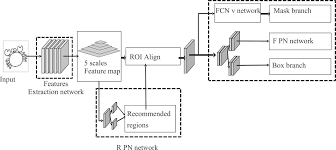 Input
Features
Extraction network
5 scales
Feature map
ROI Align
Recommended
regions
R PN network
FCN v network
Mask branch
F PN network
Box branch